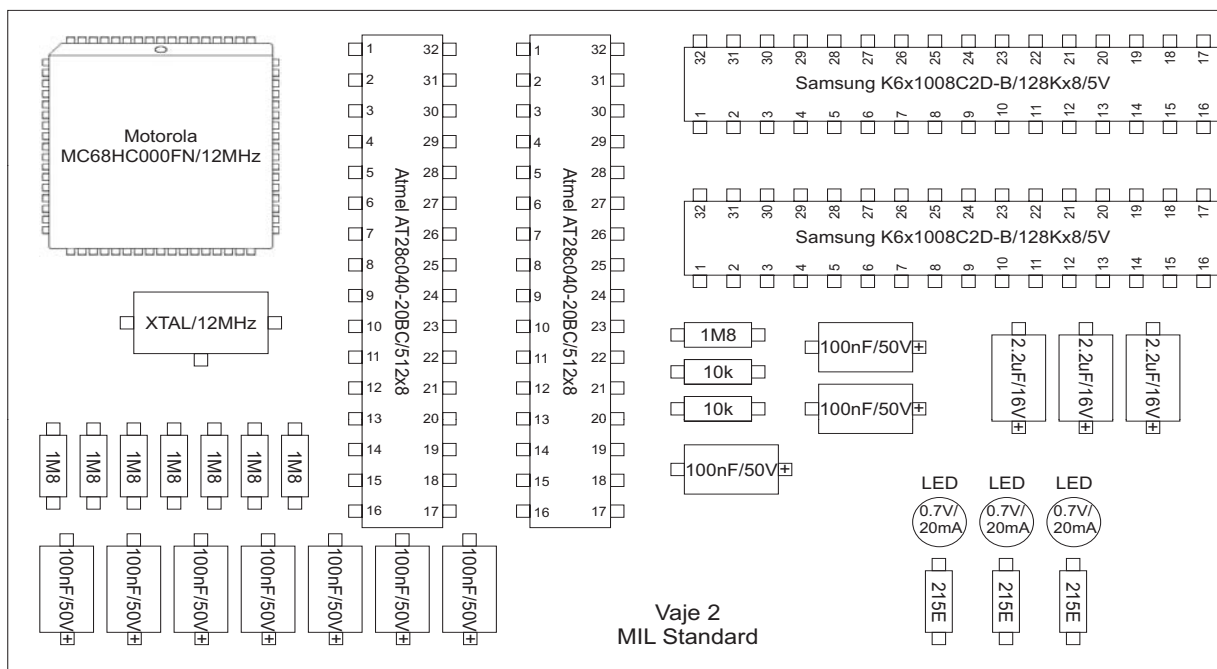 Motorola
MC68HC000FN/12MHz
XTAL/12MHz
1 32
2 31
3 30
4 29
5 28
6 27
7 26
8 25
9 24
10 23
11 22
12 21
13 20
14 19
15 18
16 17
Atmel AT28c040-20BC/512x8
1 32
2 31
3 30
4 29
5 28
6 27
7 26
8 25
9 24
10 23
11 22
12 21
13 20
14 19
15 18
16 17
Atmel AT28c040-20BC/512x8
32 31 30 29 28 27 26 25 24 23 22 21 20 19 18 17
Samsung K6x1008C2D-B/128Kx8/5V
1 2 3 4 5 6 7 8 9 10 11 12 13 14 15 16
32 31 30 29 28 27 26 25 24 23 22 21 20 19 18 17
Samsung K6x1008C2D-B/128Kx8/5V
1 2 3 4 5 6 7 8 9 10 11 12 13 14 15 16
1M8
10k
10k
100nF/50V+
100nF/50V+
100nF/50V+
2.2uF/16V+
2.2uF/16V+
2.2uF/16V+
1M8
1M8
1M8
1M8
1M8
1M8
1M8
100nF/50V+
100nF/50V+
100nF/50V+
100nF/50V+
100nF/50V+
100nF/50V+
100nF/50V+
LED
0.7V/
20mA
LED
0.7V/
20mA
LED
0.7V/
20mA
215E
215E
215E
Vaje 2
MIL Standard